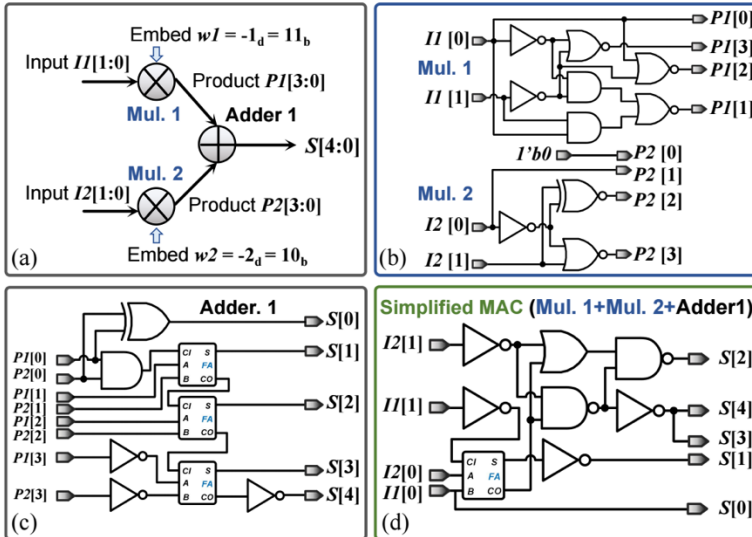 Embed w1 = -1d = 11b
Input I1[1:0]
Product P1[3:0]
Mul. 1
Adder 1
S[4:0]
Mul. 2
Input I2[1:0]
Product P2[3:0]
(a)
Embed w2 = -2d = 10b
P1[0]
I1 [0]
P1[3]
Mul. 1
P1[2]
I1 [1]
P1[1]
1'b0
P2 [0]
P2 [1]
Mul. 2
P2 [2]
I2 [0]
I2 [1]
P2 [3]
(b)
Adder. 1
S[0]
P1[0]
P2[0]
CI S
A FA
B CO
S[1]
P1[1]
P2[1]
P1[2]
P2[2]
CI S
A FA
B CO
S[2]
P1[3]
P2[3]
CI S
A FA
B CO
S[3]
S[4]
(c)
Simplified MAC (Mul. 1+Mul. 2+Adder1)
I2[1]
S[2]
I1[1]
S[4]
S[3]
S[1]
CI S
A FA
B CO
I2[0]
I1[0]
S[0]
(d)